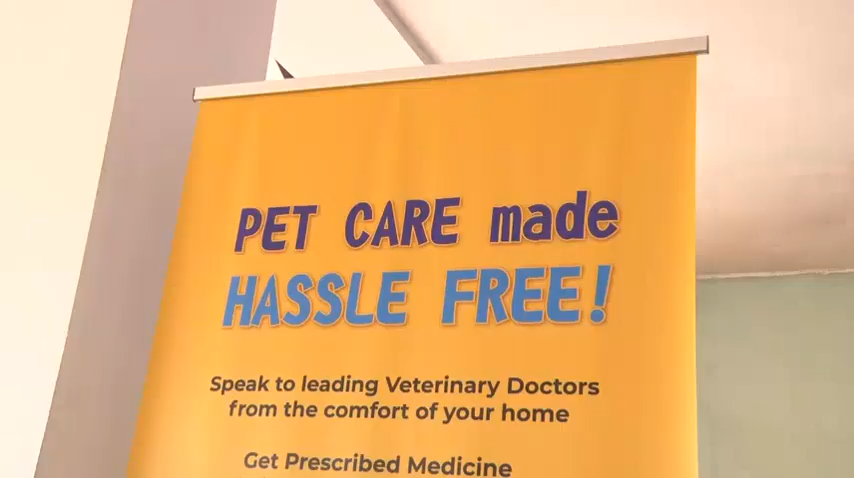 PET CARE made
HASSLE FREE!
Speak to leading Veterinary Doctors
from the comfort of your home
Get Prescribed Medicine